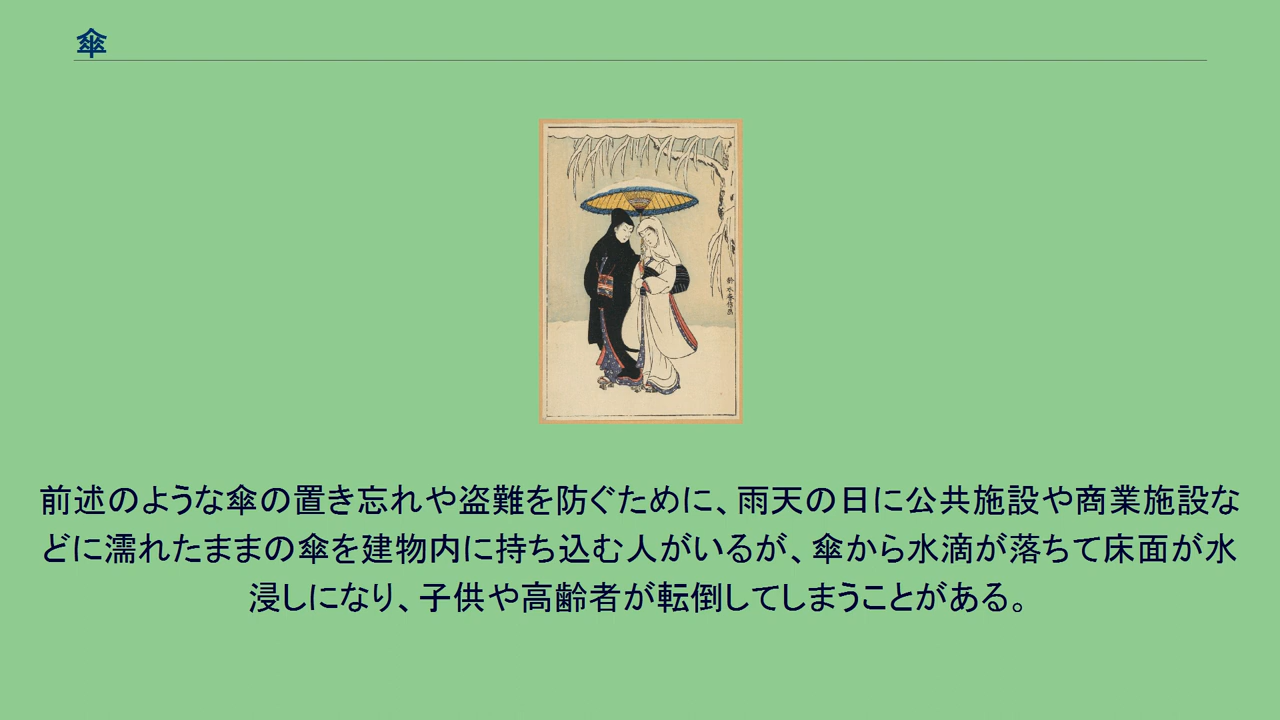 傘
前述のような傘の置き忘れや盗難を防ぐために、雨天の日に公共施設や商業施設な
どに濡れたままの傘を建物内に持ち込む人がいるが、傘から水滴が落ちて床面が水
浸しになり、子供や高齢者が転倒してしまうことがある。